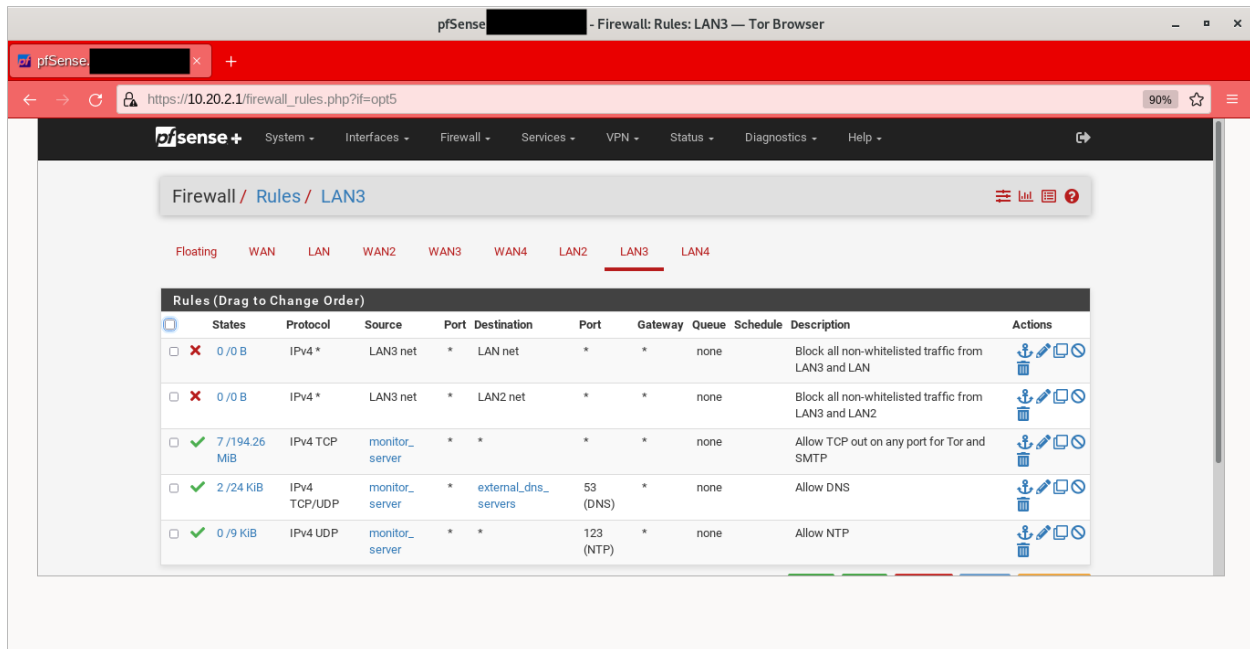 pfSense - Firewall: Rules: LAN3 — Tor Browser
pfSense.
https://10.20.2.1/firewall_rules.php?if=opt5 90%
pfsense + System Interfaces Firewall Services VPN Status Diagnostics Help
Firewall / Rules / LAN3
Floating WAN LAN WAN2 WAN3 WAN4 LAN2 LAN3 LAN4
Rules (Drag to Change Order)
States Protocol Source Port Destination Port Gateway Queue Schedule Description Actions
0 /0 B IPv4 * LAN3 net * LAN net * * none Block all non-whitelisted traffic from
LAN3 and LAN
0 /0 B IPv4 * LAN3 net * LAN2 net * * none Block all non-whitelisted traffic from
LAN3 and LAN2
7 /194.26 IPv4 TCP monitor_ * * * * none Allow TCP out on any port for Tor and
MiB server SMTP
2 /24 KiB IPv4 monitor_ * external_dns_ 53 * none Allow DNS
TCP/UDP server servers (DNS)
0 /9 KiB IPv4 UDP monitor_ * * 123 * none Allow NTP
server (NTP)